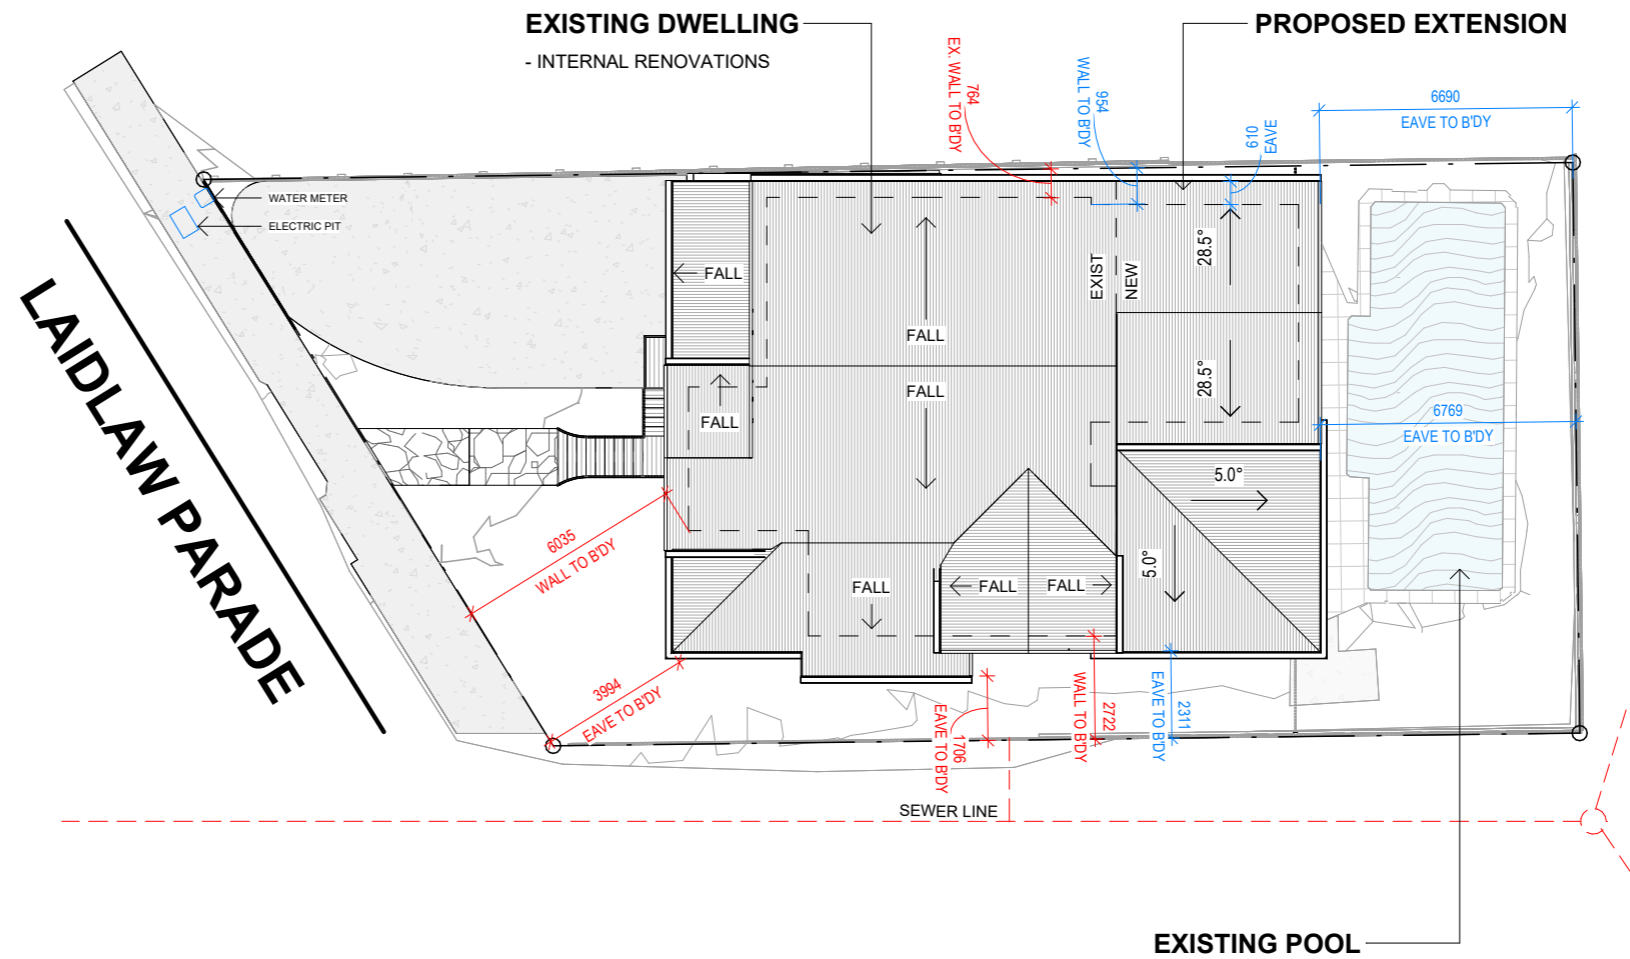 EXISTING DWELLING
- INTERNAL RENOVATIONS
PROPOSED EXTENSION
764
EX. WALL TO B'DY
954
WALL TO B'DY
610
EAVE
6690
EAVE TO B'DY
WATER METER
ELECTRIC PIT
LAIDLAW PARADE
FALL
FALL
FALL
FALL
EXIST
NEW
28.5°
28.5°
6769
EAVE TO B'DY
5.0°
5.0°
6035
WALL TO B'DY
FALL
FALL
FALL
3994
EAVE TO B'DY
1706
EAVE TO B'DY
2722
WALL TO B'DY
2311
EAVE TO B'DY
SEWER LINE
EXISTING POOL